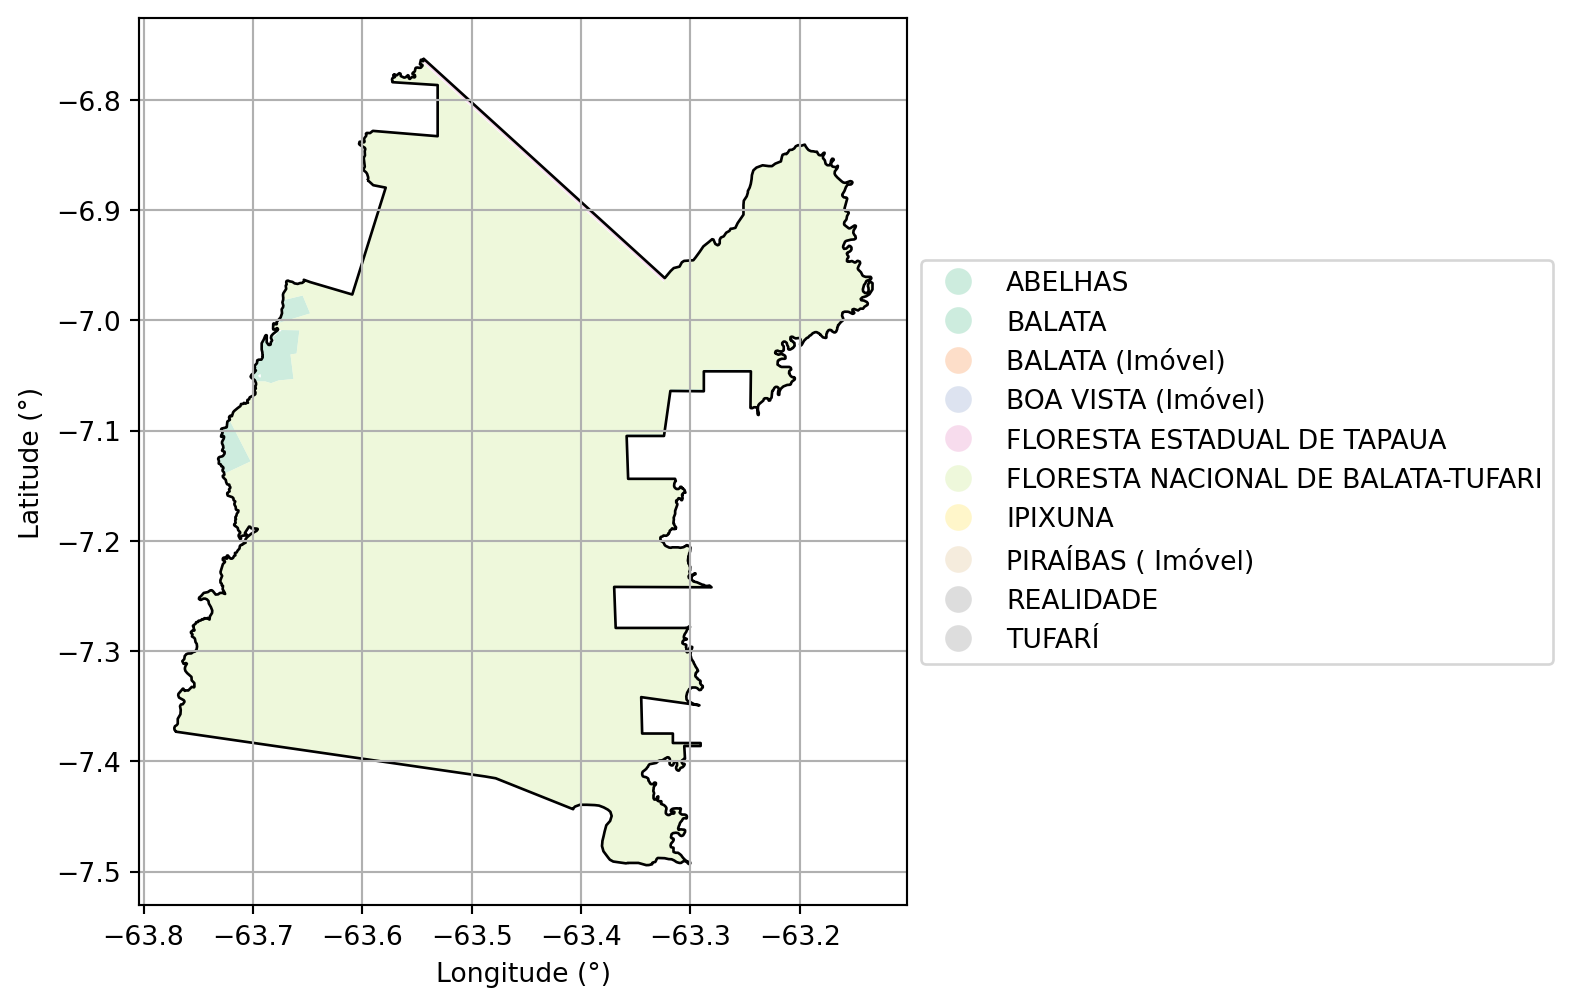 −6.8
−6.9
−7.0
−7.1
−7.2
−7.3
−7.4
−7.5
Latitude (°)
−63.8 −63.7 −63.6 −63.5 −63.4 −63.3 −63.2
Longitude (°)
ABELHAS
BALATA
BALATA (Imóvel)
BOA VISTA (Imóvel)
FLORESTA ESTADUAL DE TAPAUA
FLORESTA NACIONAL DE BALATA-TUFARI
IPIXUNA
PIRAÍBAS ( Imóvel)
REALIDADE
TUFARÍ